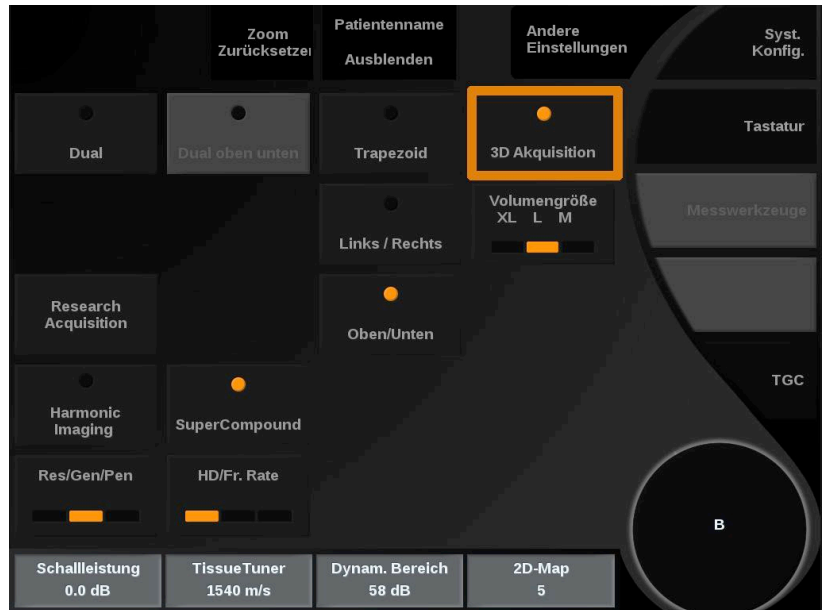 Zoom
Zurücksetzer
Patientenname
Ausblenden
Andere
Einstellungen
Syst.
Konfig.
Dual
Dual oben unten
Trapezoid
3D Akquisition
Tastatur
Links / Rechts
Volumengröße
XL L M
Messwerkzeuge
Research
Acquisition
Oben/Unten
Harmonic
Imaging
SuperCompound
TGC
Res/Gen/Pen
HD/Fr. Rate
B
Schallleistung
0.0 dB
TissueTuner
1540 m/s
Dynam. Bereich
58 dB
2D-Map
5